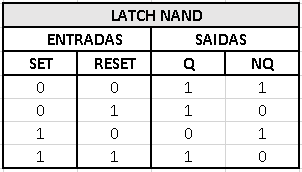 LATCH NAND
ENTRADAS SAIDAS
SET RESET Q NQ
0 0 1 1
0 1 1 0
1 0 0 1
1 1 1 0